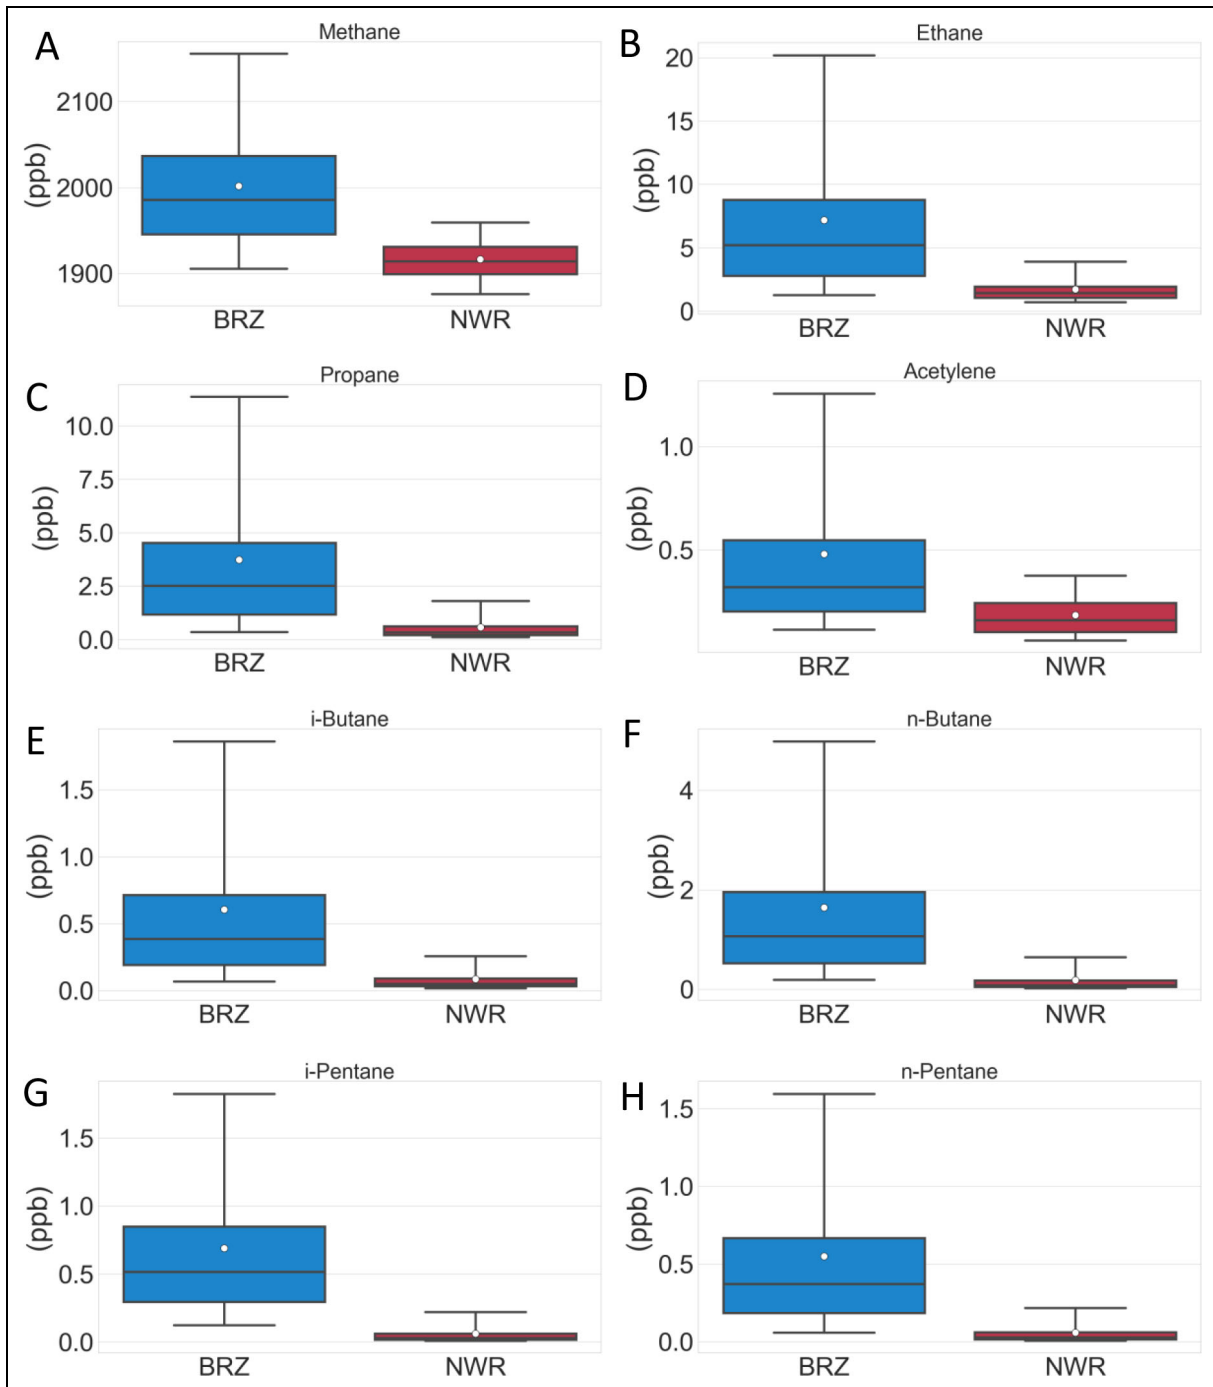 A
Methane
(ppb)
2100
2000
1900
BRZ NWR
B
Ethane
(ppb)
20
15
10
5
0
BRZ NWR
C
Propane
(ppb)
10.0
7.5
5.0
2.5
0.0
BRZ NWR
D
Acetylene
(ppb)
1.0
0.5
BRZ NWR
E
i-Butane
(ppb)
1.5
1.0
0.5
0.0
BRZ NWR
F
n-Butane
(ppb)
4
2
0
BRZ NWR
G
i-Pentane
(ppb)
1.5
1.0
0.5
0.0
BRZ NWR
H
n-Pentane
(ppb)
1.5
1.0
0.5
0.0
BRZ NWR